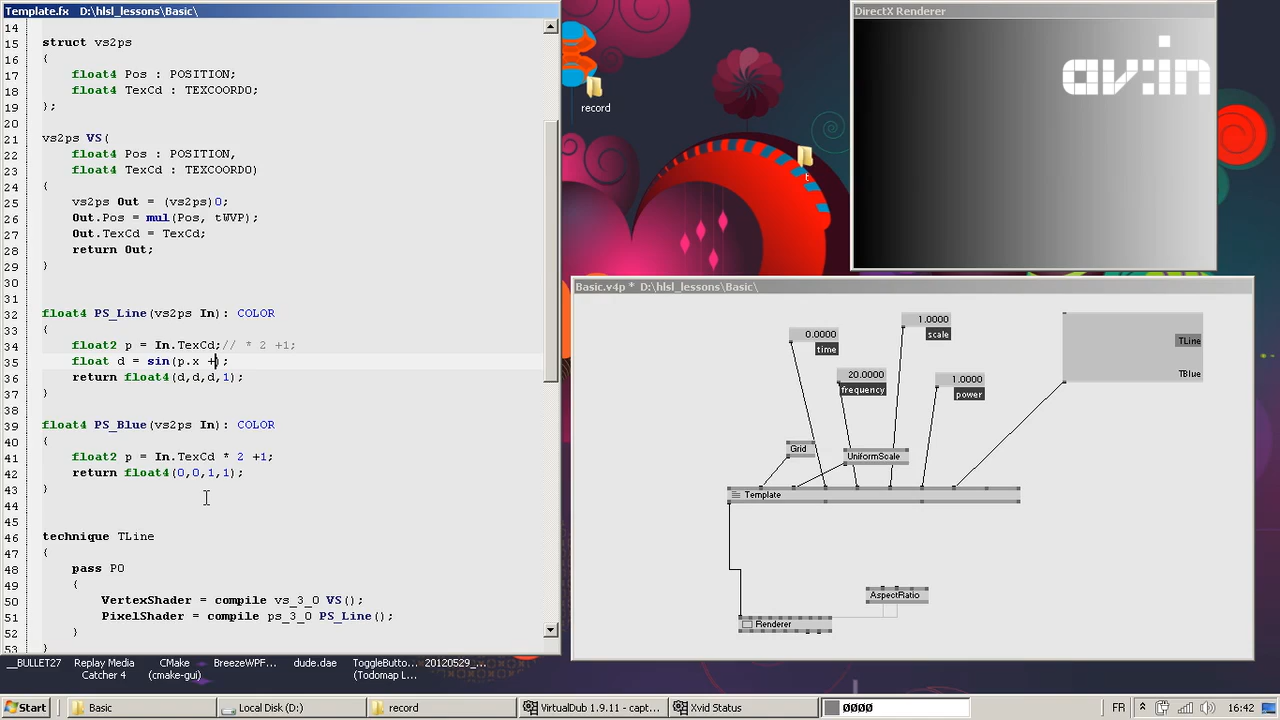 Template.fx D:\hlsl_lessons\Basic\
14
15 struct vs2ps
16 {
17 float4 Pos : POSITION;
18 float4 TexCd : TEXCOORD0;
19 };
20
21 vs2ps VS(
22 float4 Pos : POSITION,
23 float4 TexCd : TEXCOORD0)
24 {
25 vs2ps Out = (vs2ps)0;
26 Out.Pos = mul(Pos, tWVP);
27 Out.TexCd = TexCd;
28 return Out;
29 }
30
31
32 float4 PS_Line(vs2ps In): COLOR
33 {
34 float2 p = In.TexCd;// * 2 +1;
35 float d = sin(p.x +);
36 return float4(d,d,d,1);
37 }
38
39 float4 PS_Blue(vs2ps In): COLOR
40 {
41 float2 p = In.TexCd * 2 +1;
42 return float4(0,0,1,1);
43 }
44
45
46 technique TLine
47 {
48 pass P0
49 {
50 VertexShader = compile vs_3_0 VS();
51 PixelShader = compile ps_3_0 PS_Line();
52 }
53 }
record
t
DirectX Renderer
av:in
Basic.v4p * D:\hlsl_lessons\Basic\
1.0000
scale
0.0000
time
TLine
TBlue
20.0000
frequency
1.0000
power
Grid
UniformScale
Template
AspectRatio
Renderer
__BULLET27
Replay Media
Catcher 4
CMake
(cmake-gui)
BreezeWPF...
dude.dae
ToggleButto...
(Todomap L...
20120529_...
Start
Basic
Local Disk (D:)
record
VirtualDub 1.9.11 - capt...
Xvid Status
0000
FR
16:42